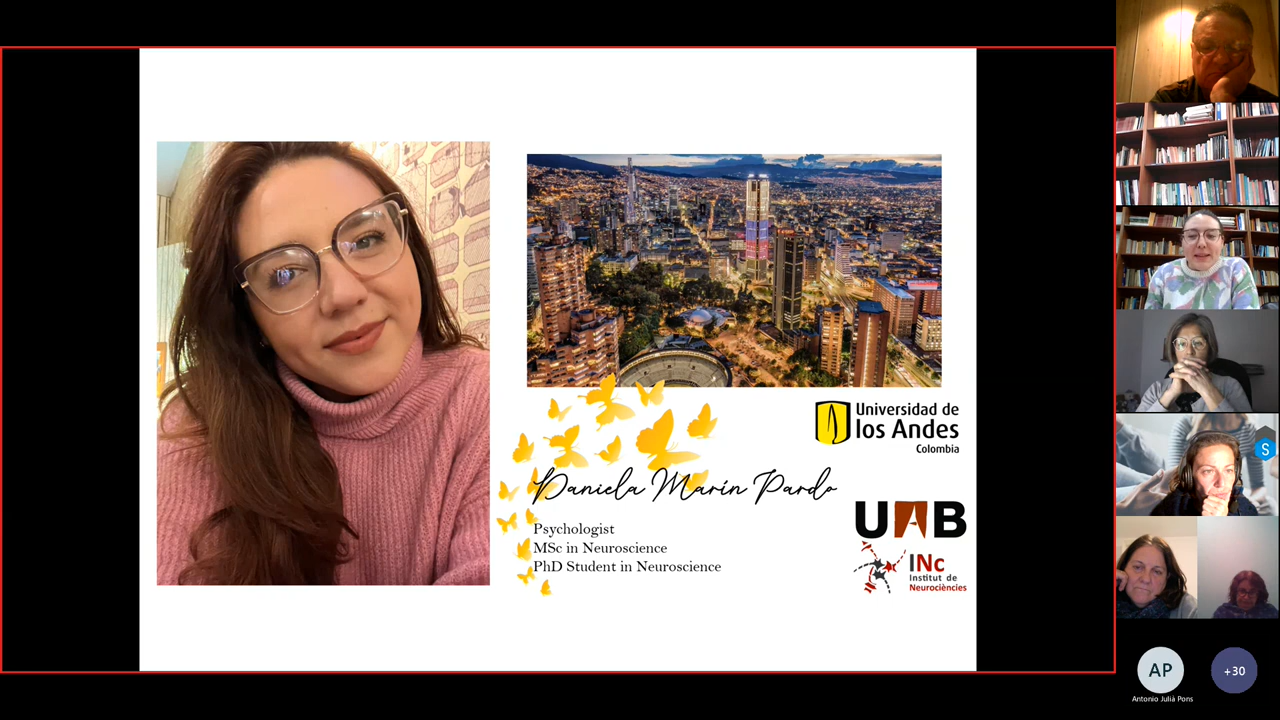 Universidad de
los Andes
Colombia
Daniela Marín Pardo
Psychologist
MSc in Neuroscience
PhD Student in Neuroscience
UAB
INc
Institut de
Neurociències
S
AP
+30
Antonio Julià Pons